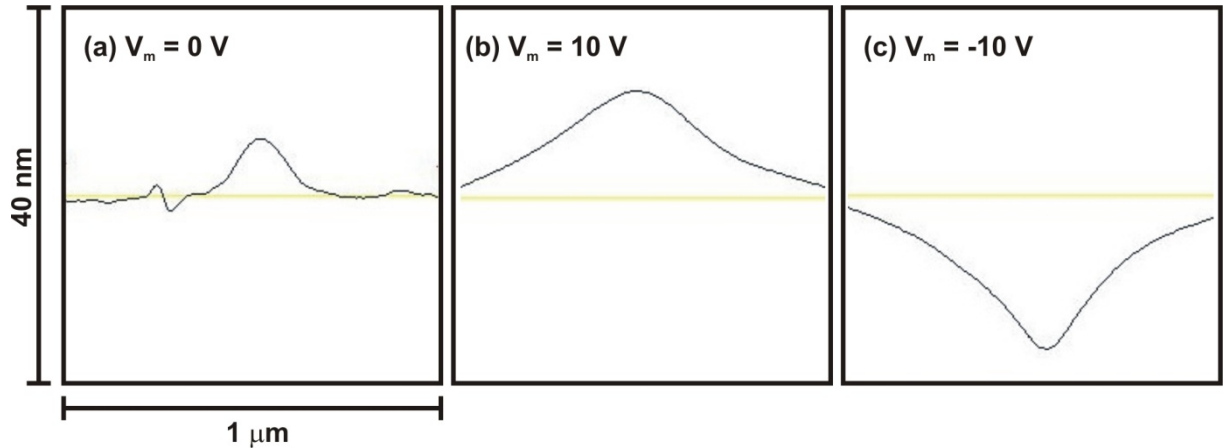 (a) Vm = 0 V
(b) Vm = 10 V
(c) Vm = -10 V
40 nm
1 μm